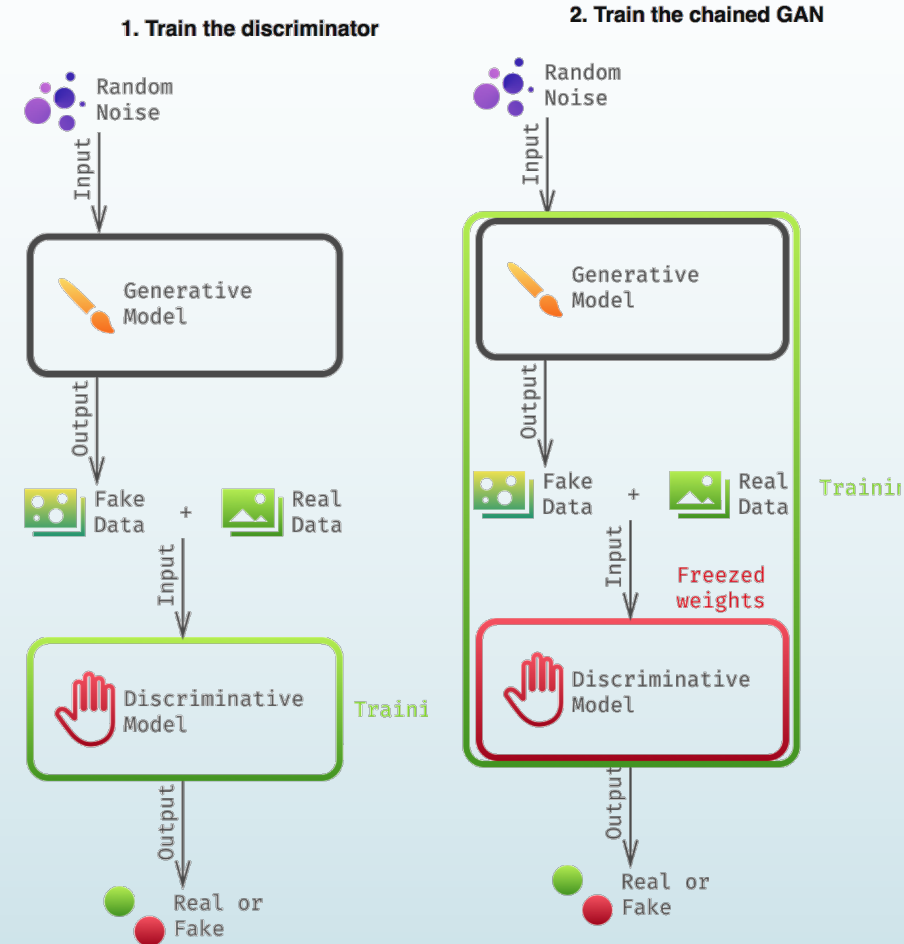 1. Train the discriminator
Random
Noise
Input
Generative
Model
Output
Fake
Data
+
Real
Data
Input
Discriminative
Model
Traini
Output
Real or
Fake
2. Train the chained GAN
Random
Noise
Input
Generative
Model
Output
Fake
Data
+
Real
Data
Traini
Input
Freezed
weights
Discriminative
Model
Output
Real or
Fake